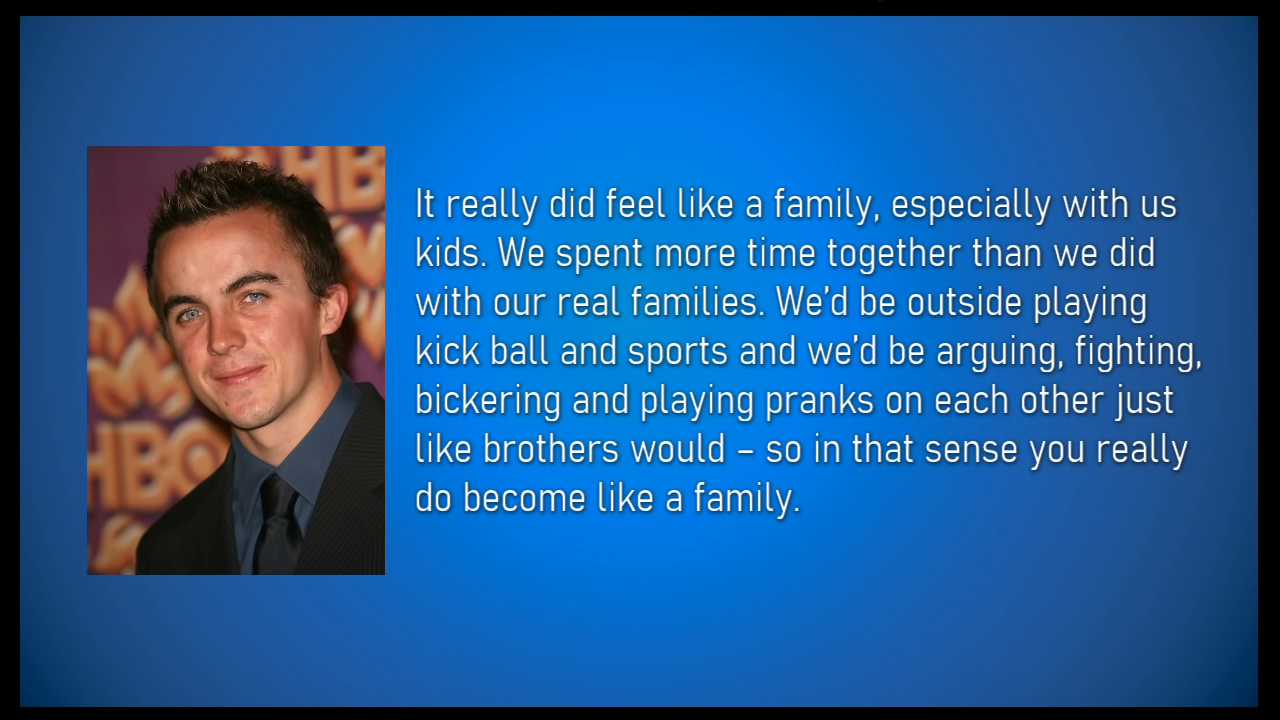 HB
HBO
It really did feel like a family, especially with us
kids. We spent more time together than we did
with our real families. We’d be outside playing
kick ball and sports and we’d be arguing, fighting,
bickering and playing pranks on each other just
like brothers would – so in that sense you really
do become like a family.